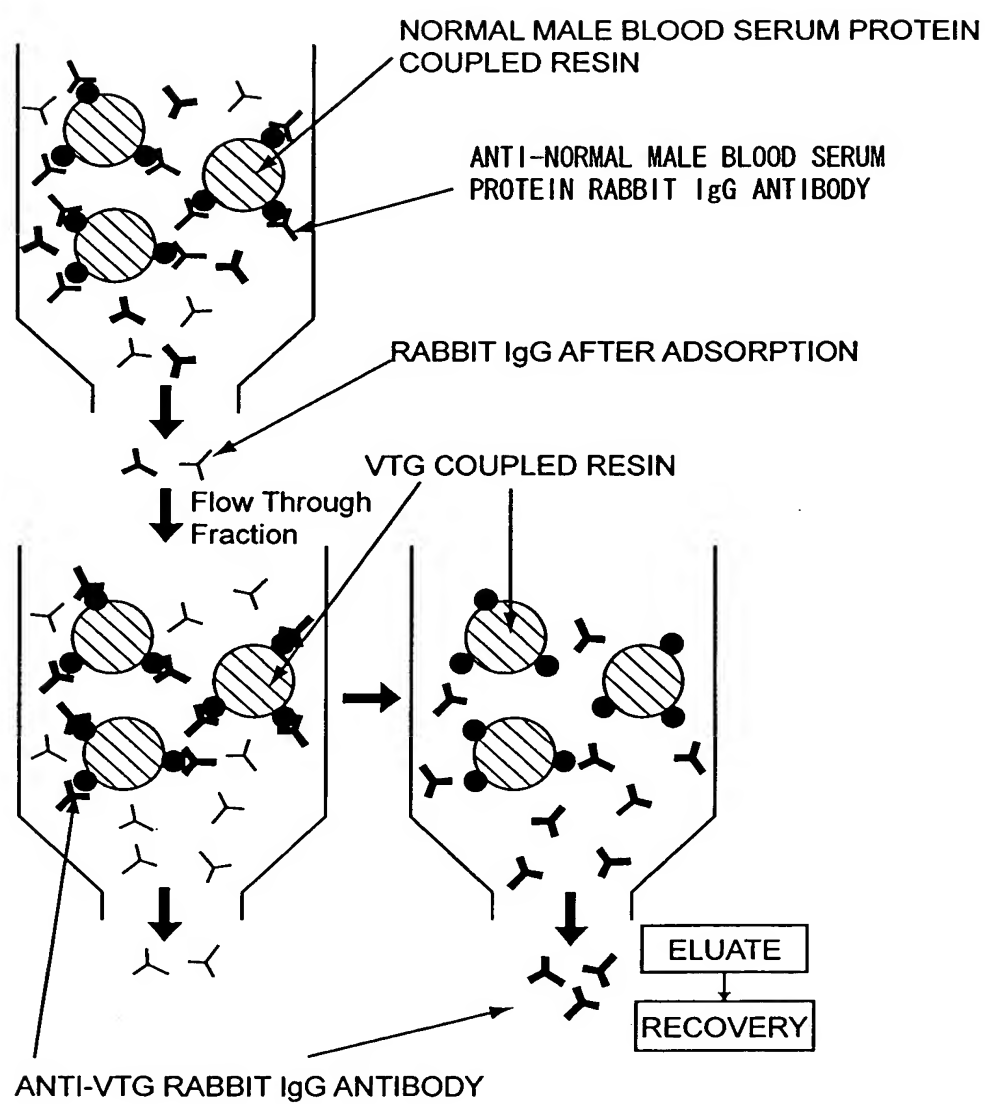 NORMAL MALE BLOOD SERUM PROTEIN
COUPLED RESIN
ANTI-NORMAL MALE BLOOD SERUM
PROTEIN RABBIT IgG ANTIBODY
RABBIT IgG AFTER ADSORPTION
VTG COUPLED RESIN
Flow Through
Fraction
ELUATE
RECOVERY
ANTI-VTG RABBIT IgG ANTIBODY